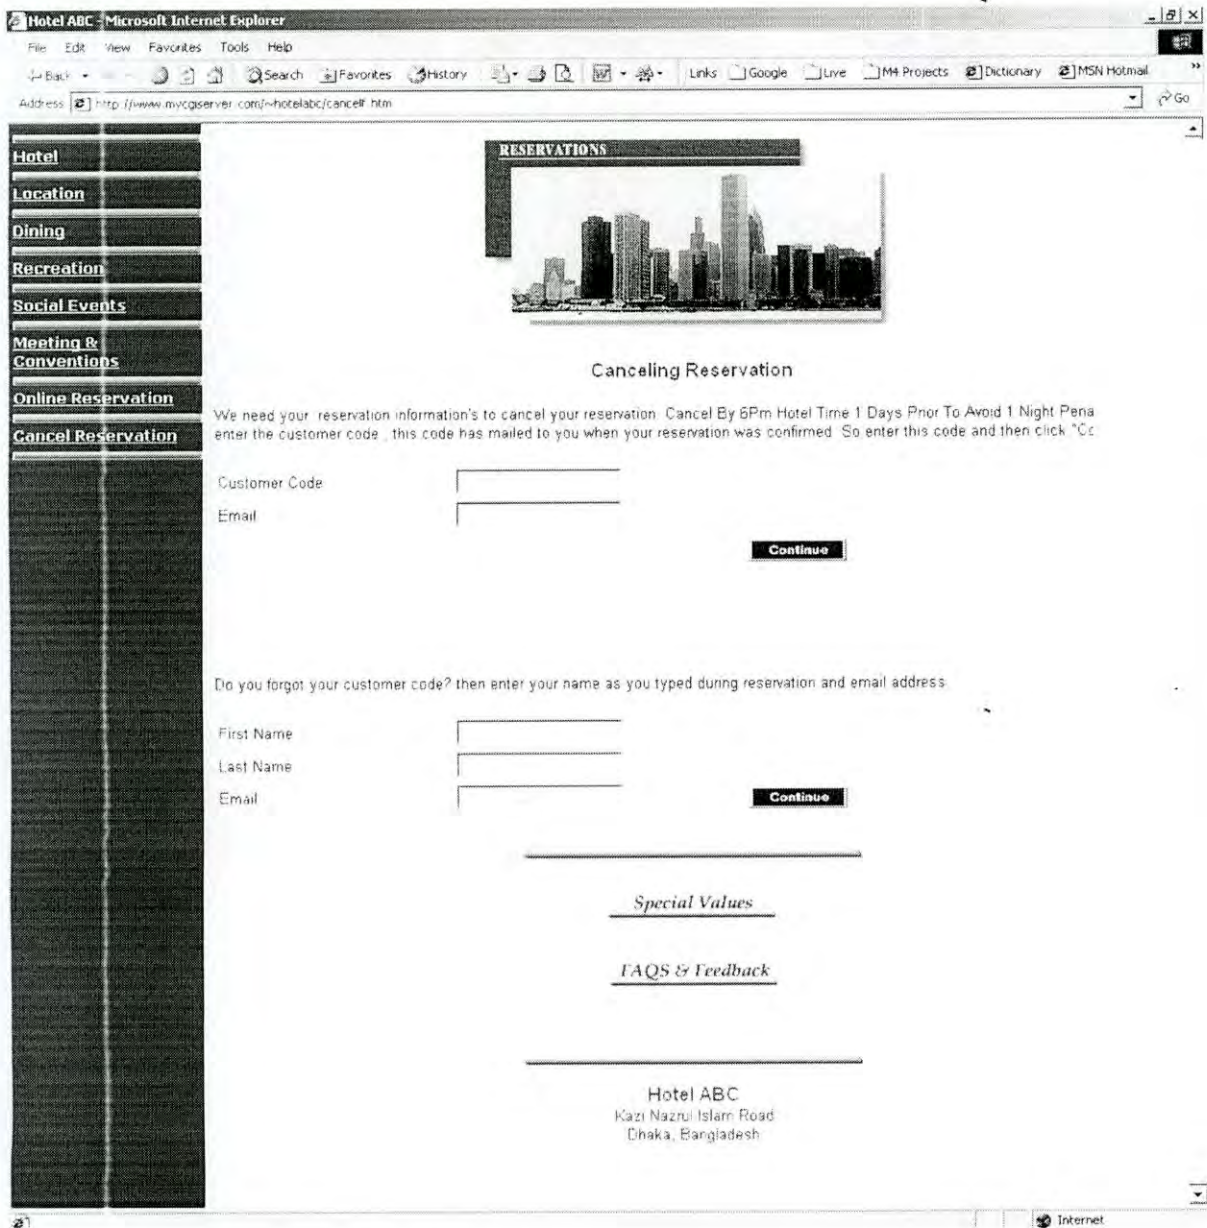 Hotel ABC - Microsoft Internet Explorer
File Edit View Favorites Tools Help
Back Search Favorites History Links Google Live M4 Projects Dictionary MSN Hotmail »
Address http://www.mycgiserver.com/~hotelabc/cancelf.htm Go
Hotel
Location
Dining
Recreation
Social Events
Meeting &
Conventions
Online Reservation
Cancel Reservation
RESERVATIONS
Canceling Reservation
We need your reservation information's to cancel your reservation. Cancel By 6Pm Hotel Time 1 Days Prior To Avoid 1 Night Pena
enter the customer code , this code has mailed to you when your reservation was confirmed. So enter this code and then click "Cc
Customer Code
Email
Continue
Do you forgot your customer code? then enter your name as you typed during reservation and email address
First Name
Last Name
Email
Continue
Special Values
FAQS & Feedback
Hotel ABC
Kazi Nazrul Islam Road
Dhaka, Bangladesh
Internet